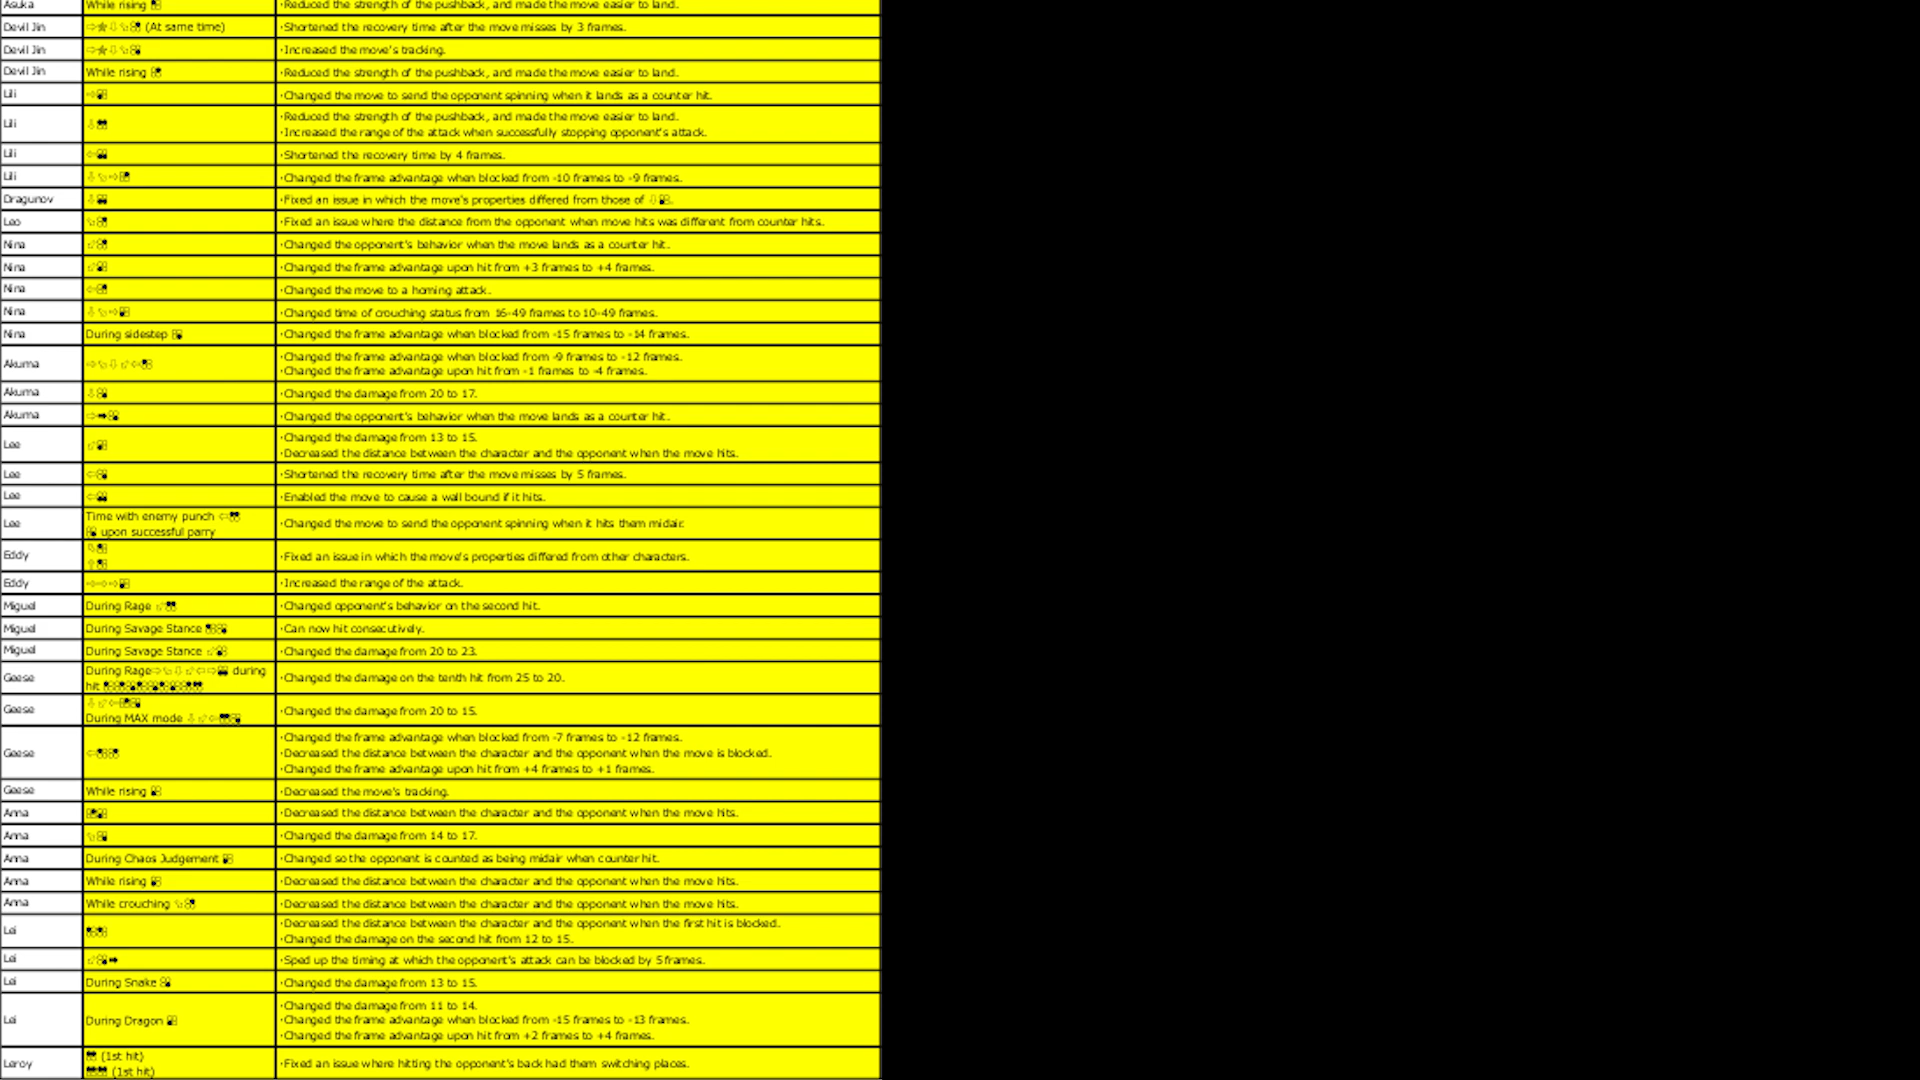 Asuka While rising ·Reduced the strength of the pushback, and made the move easier to land.
Devil Jin ⇨★⇩⬂ (At same time) ·Shortened the recovery time after the move misses by 3 frames.
Devil Jin ⇨★⇩⬂ ·Increased the move's tracking.
Devil Jin While rising ·Reduced the strength of the pushback, and made the move easier to land.
Lili ⇨ ·Changed the move to send the opponent spinning when it lands as a counter hit.
Lili ⇩ ·Reduced the strength of the pushback, and made the move easier to land.
·Increased the range of the attack when successfully stopping opponent's attack.
Lili ⇦ ·Shortened the recovery time by 4 frames.
Lili ⇩⬂⇨ ·Changed the frame advantage when blocked from -10 frames to -9 frames.
Dragunov ⇩ ·Fixed an issue in which the move's properties differed from those of ⇩.
Leo ⬂ ·Fixed an issue where the distance from the opponent when move hits was different from counter hits.
Nina ⬃ ·Changed the opponent's behavior when the move lands as a counter hit.
Nina ⬃ ·Changed the frame advantage upon hit from +3 frames to +4 frames.
Nina ⇦ ·Changed the move to a homing attack.
Nina ⇩⬂⇨ ·Changed time of crouching status from 16-49 frames to 10-49 frames.
Nina During sidestep ·Changed the frame advantage when blocked from -15 frames to -14 frames.
Akuma ⇨⬂⇩⬃⇦ ·Changed the frame advantage when blocked from -9 frames to -12 frames.
·Changed the frame advantage upon hit from -1 frames to -4 frames.
Akuma ⇩ ·Changed the damage from 20 to 17.
Akuma ⇨➡ ·Changed the opponent's behavior when the move lands as a counter hit.
Lee ⬃ ·Changed the damage from 13 to 15.
·Decreased the distance between the character and the opponent when the move hits.
Lee ⇦ ·Shortened the recovery time after the move misses by 5 frames.
Lee ⇦ ·Enabled the move to cause a wall bound if it hits.
Lee Time with enemy punch ⇦
upon successful parry ·Changed the move to send the opponent spinning when it hits them midair.
Eddy ⬁
⇧ ·Fixed an issue in which the move's properties differed from other characters.
Eddy ⇨⇨⇨ ·Increased the range of the attack.
Miguel During Rage ⬃ ·Changed opponent's behavior on the second hit.
Miguel During Savage Stance ·Can now hit consecutively.
Miguel During Savage Stance ⬃ ·Changed the damage from 20 to 23.
Geese During Rage⇨⬂⇩⬃⇦⇨ during
hit ·Changed the damage on the tenth hit from 25 to 20.
Geese ⇩⬃⇦
During MAX mode ⇩⬃⇦ ·Changed the damage from 20 to 15.
Geese ⇦ ·Changed the frame advantage when blocked from -7 frames to -12 frames.
·Decreased the distance between the character and the opponent when the move is blocked.
·Changed the frame advantage upon hit from +4 frames to +1 frames.
Geese While rising ·Decreased the move's tracking.
Anna ·Decreased the distance between the character and the opponent when the move hits.
Anna ⬂ ·Changed the damage from 14 to 17.
Anna During Chaos Judgement ·Changed so the opponent is counted as being midair when counter hit.
Anna While rising ·Decreased the distance between the character and the opponent when the move hits.
Anna While crouching ⬂ ·Decreased the distance between the character and the opponent when the move hits.
Lei ·Decreased the distance between the character and the opponent when the first hit is blocked.
·Changed the damage on the second hit from 12 to 15.
Lei ⬃➡ ·Sped up the timing at which the opponent's attack can be blocked by 5 frames.
Lei During Snake ·Changed the damage from 13 to 15.
Lei During Dragon ·Changed the damage from 11 to 14.
·Changed the frame advantage when blocked from -15 frames to -13 frames.
·Changed the frame advantage upon hit from +2 frames to +4 frames.
Leroy (1st hit)
(1st hit) ·Fixed an issue where hitting the opponent's back had them switching places.